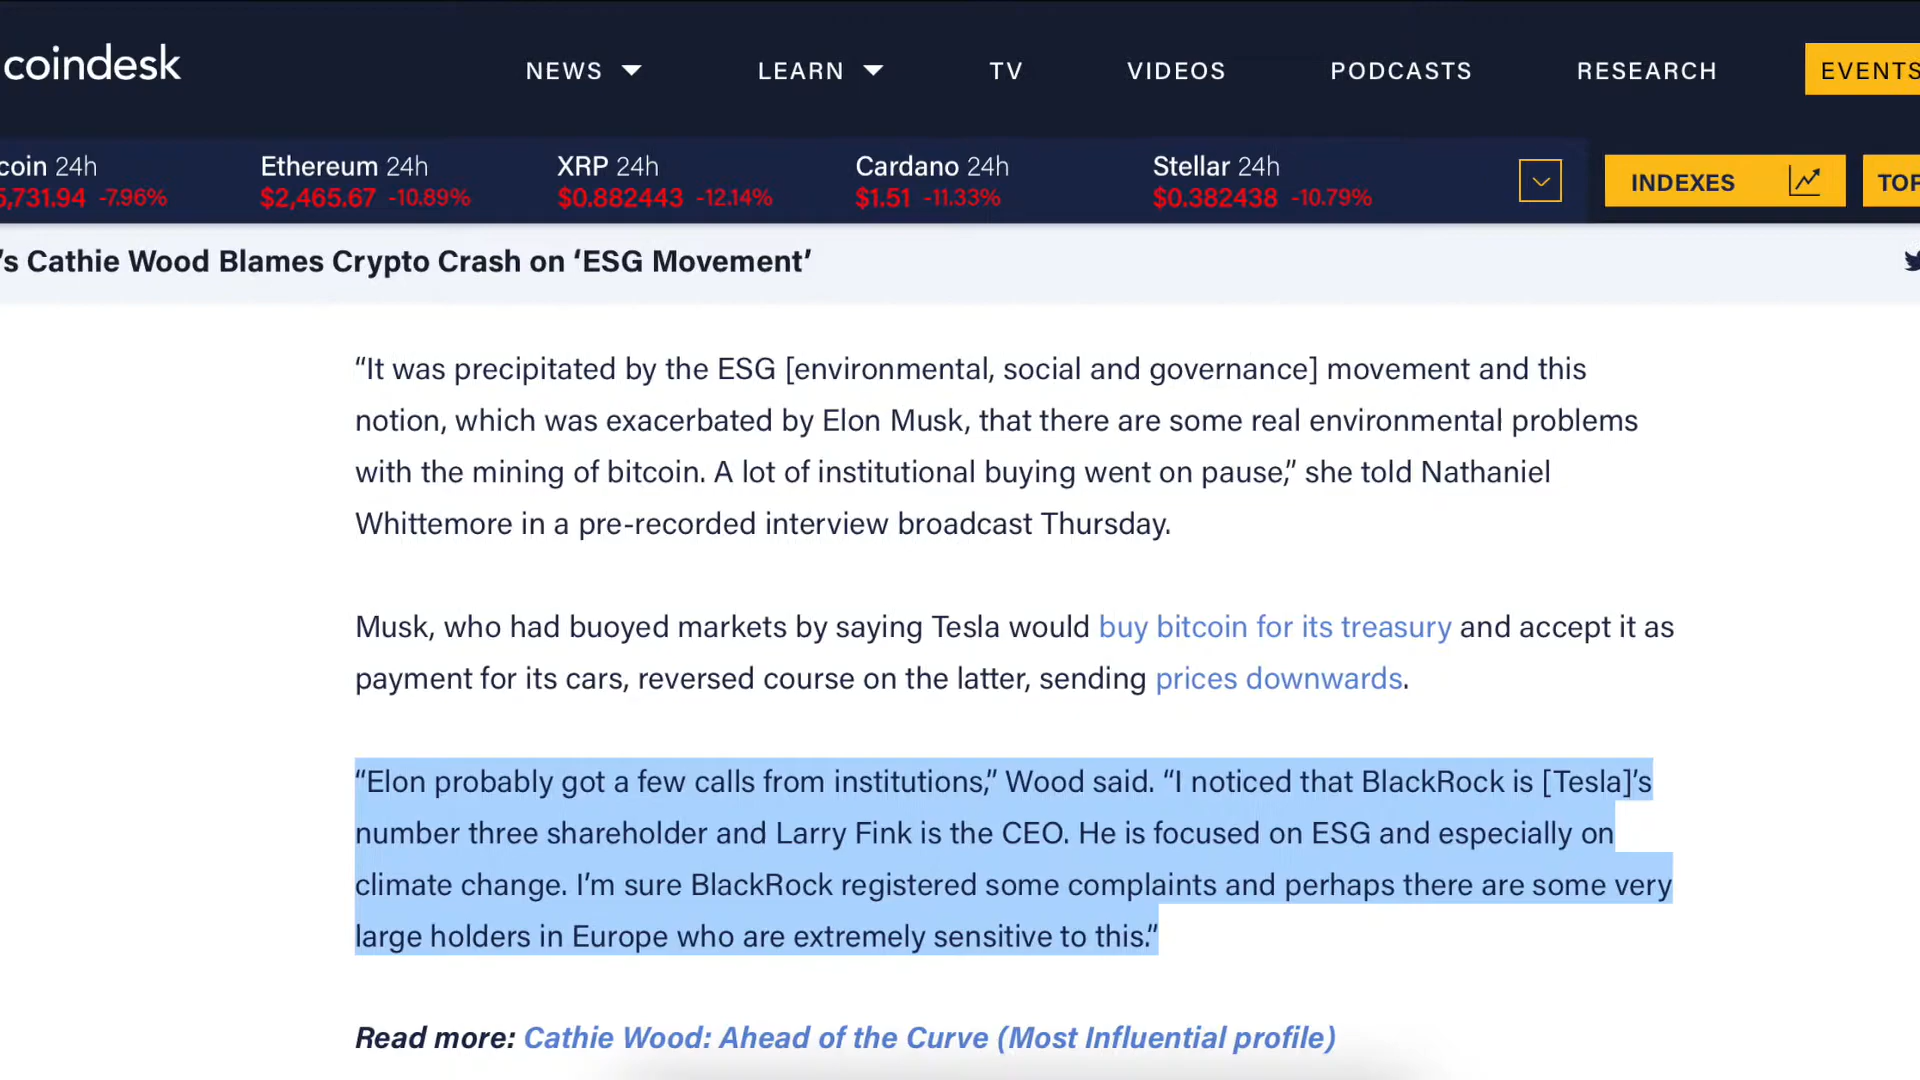 coindesk
NEWS LEARN TV VIDEOS PODCASTS RESEARCH EVENTS
coin 24h Ethereum 24h XRP 24h Cardano 24h Stellar 24h
5,731.94 -7.96% $2,465.67 -10.89% $0.882443 -12.14% $1.51 -11.33% $0.382438 -10.79%
INDEXES TOP
’s Cathie Wood Blames Crypto Crash on ‘ESG Movement’
“It was precipitated by the ESG [environmental, social and governance] movement and this
notion, which was exacerbated by Elon Musk, that there are some real environmental problems
with the mining of bitcoin. A lot of institutional buying went on pause,” she told Nathaniel
Whittemore in a pre-recorded interview broadcast Thursday.
Musk, who had buoyed markets by saying Tesla would buy bitcoin for its treasury and accept it as
payment for its cars, reversed course on the latter, sending prices downwards.
“Elon probably got a few calls from institutions,” Wood said. “I noticed that BlackRock is [Tesla]’s
number three shareholder and Larry Fink is the CEO. He is focused on ESG and especially on
climate change. I’m sure BlackRock registered some complaints and perhaps there are some very
large holders in Europe who are extremely sensitive to this.“
Read more: Cathie Wood: Ahead of the Curve (Most Influential profile)